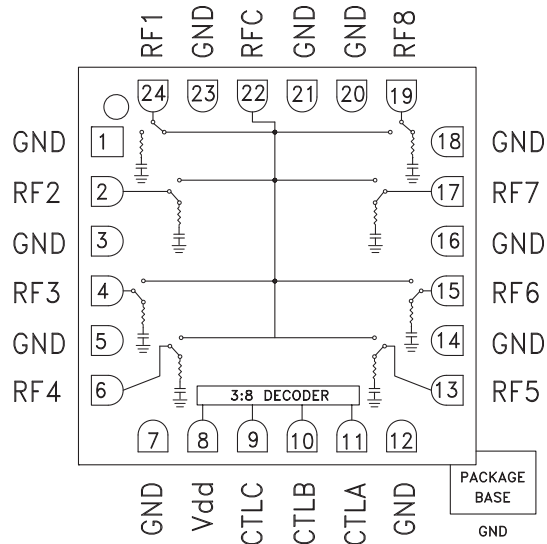 RF1 GND RFC GND GND RF8
24 23 22 21 20 19
GND 1 18 GND
RF2 2 17 RF7
GND 3 16 GND
RF3 4 15 RF6
GND 5 14 GND
RF4 6 13 RF5
3:8 DECODER
7 8 9 10 11 12
GND Vdd CTLC CTLB CTLA GND
PACKAGE
BASE
GND